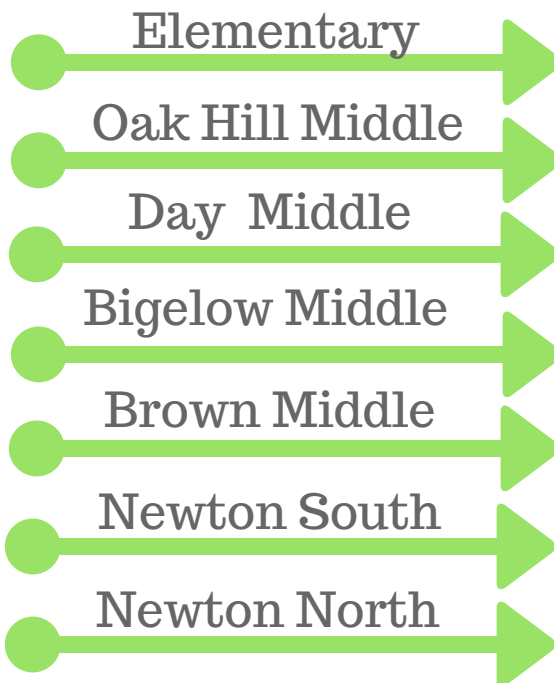 Elementary
Oak Hill Middle
Day Middle
Bigelow Middle
Brown Middle
Newton South
Newton North